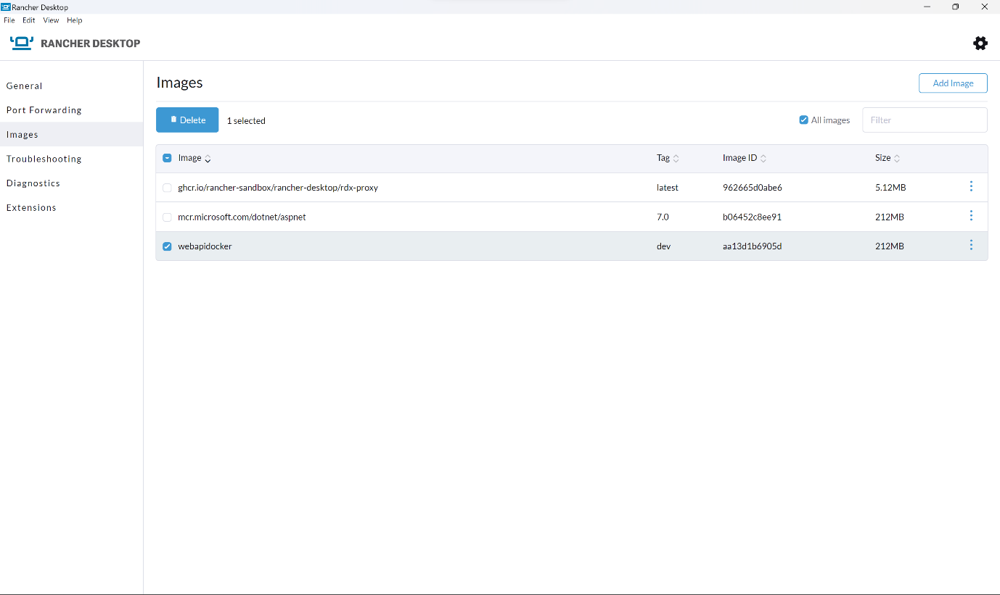 Rancher Desktop
File Edit View Help
RANCHER DESKTOP
General
Port Forwarding
Images
Troubleshooting
Diagnostics
Extensions
Images
Add Image
Delete 1 selected All images Filter
Image Tag Image ID Size
ghcr.io/rancher-sandbox/rancher-desktop/rdx-proxy latest 962665d0abe6 5.12MB
mcr.microsoft.com/dotnet/aspnet 7.0 b06452c8ee91 212MB
webapidocker dev aa13d1b6905d 212MB